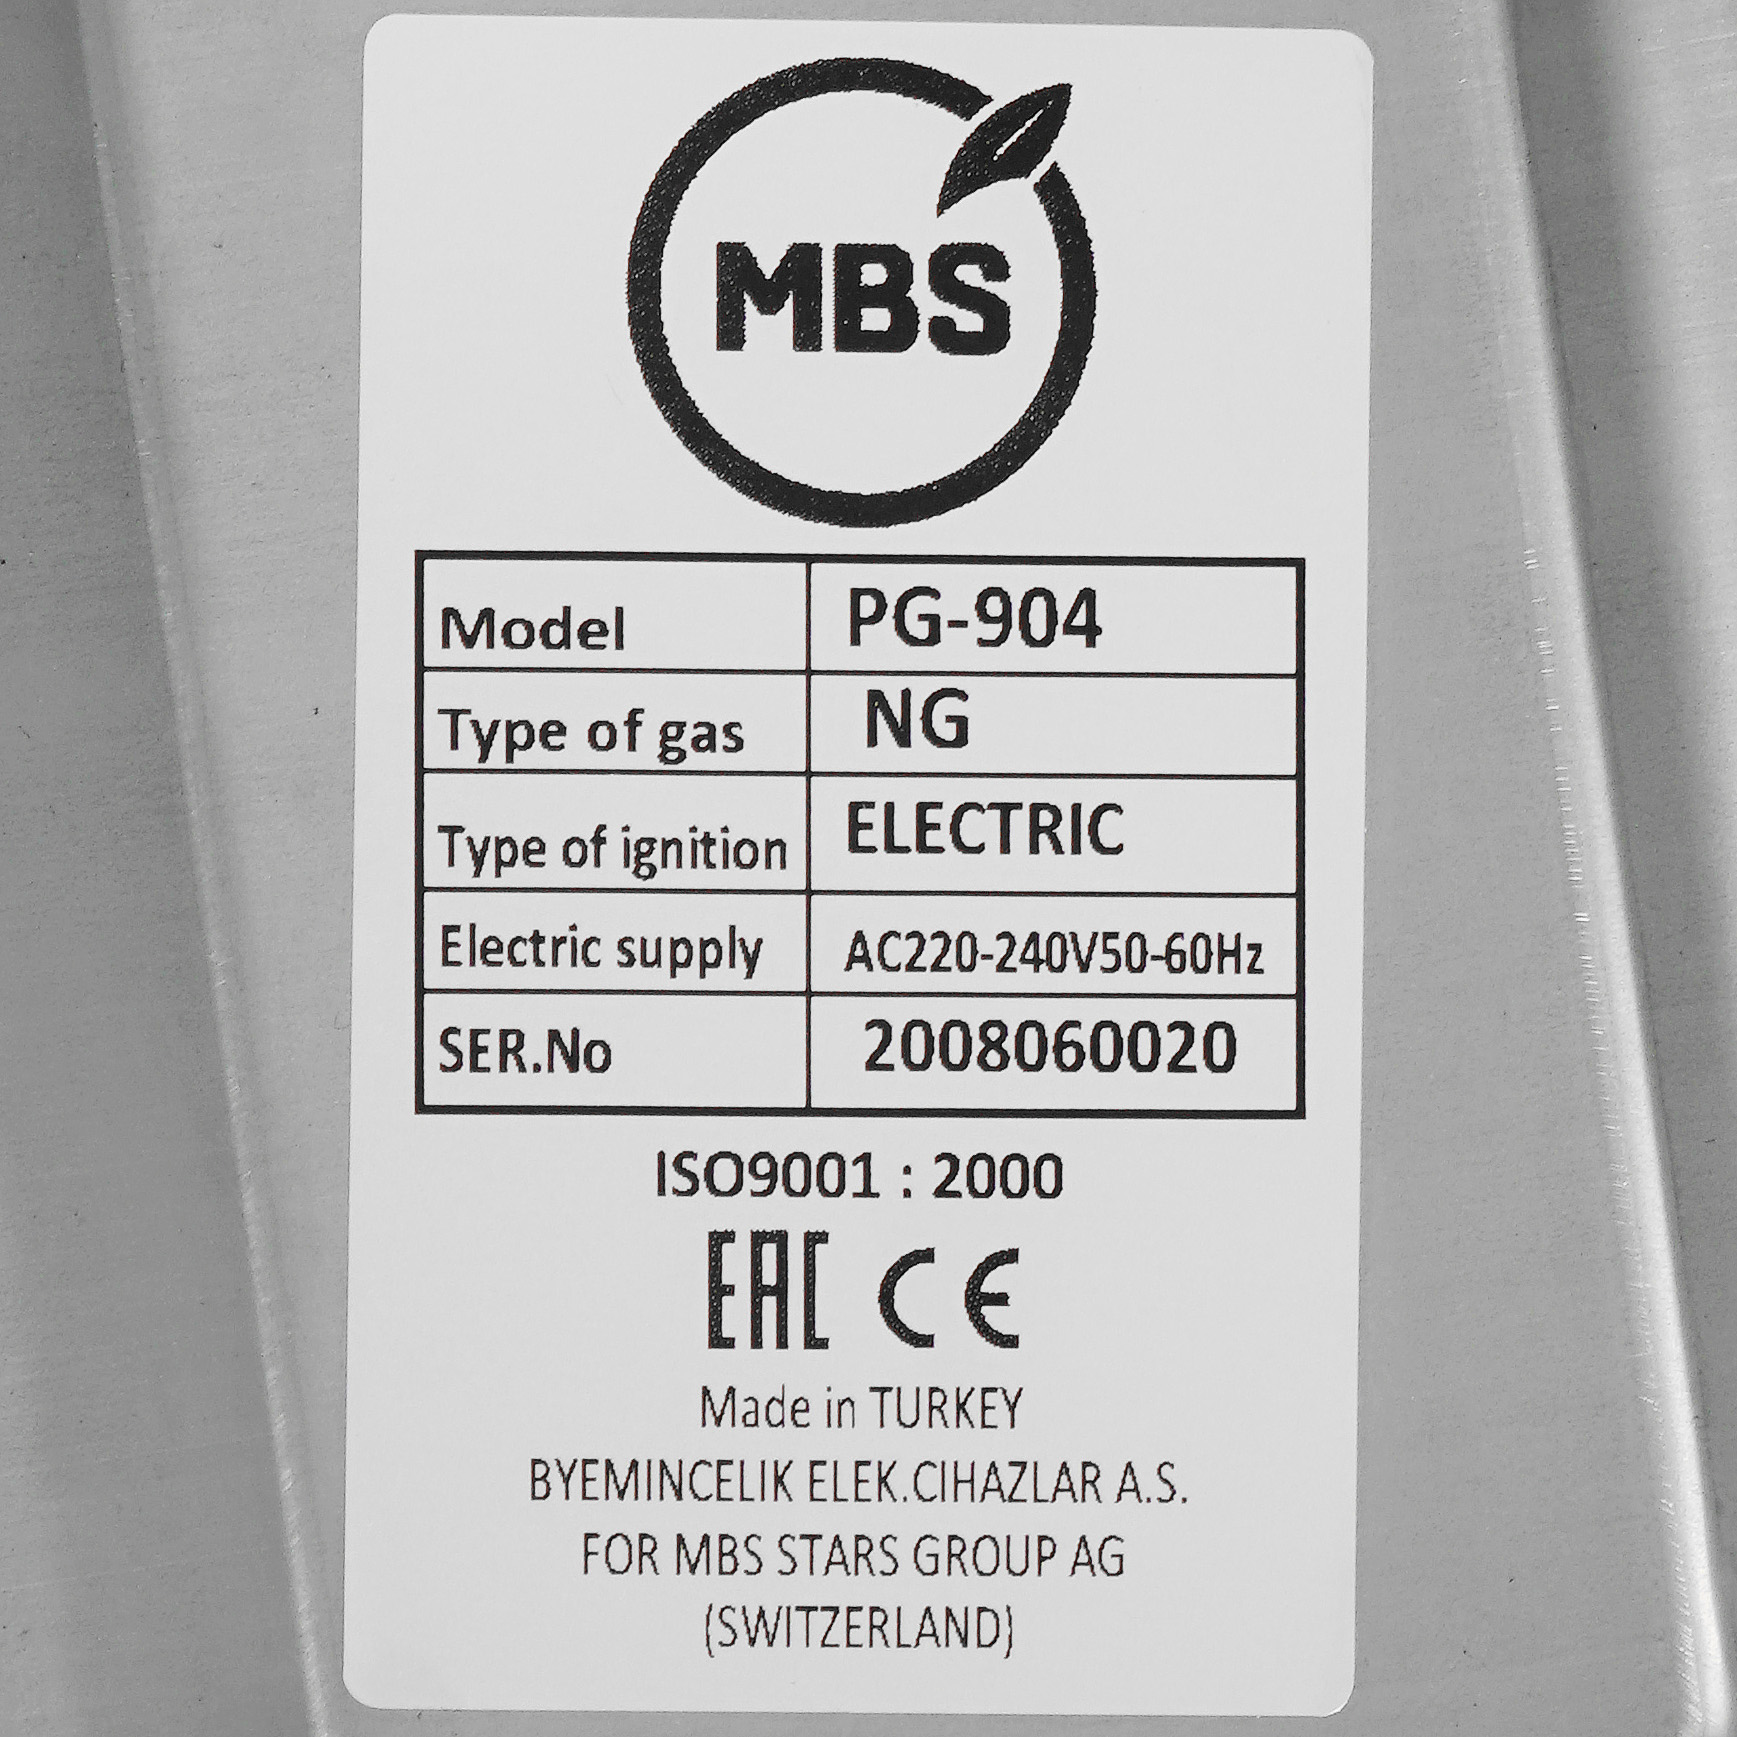 MBS
Model PG-904
Type of gas NG
Type of ignition ELECTRIC
Electric supply AC220-240V50-60Hz
SER.No 2008060020
ISO9001 : 2000
EAC CE
Made in TURKEY
BYEMINCELIK ELEK.CIHAZLAR A.S.
FOR MBS STARS GROUP AG
(SWITZERLAND)